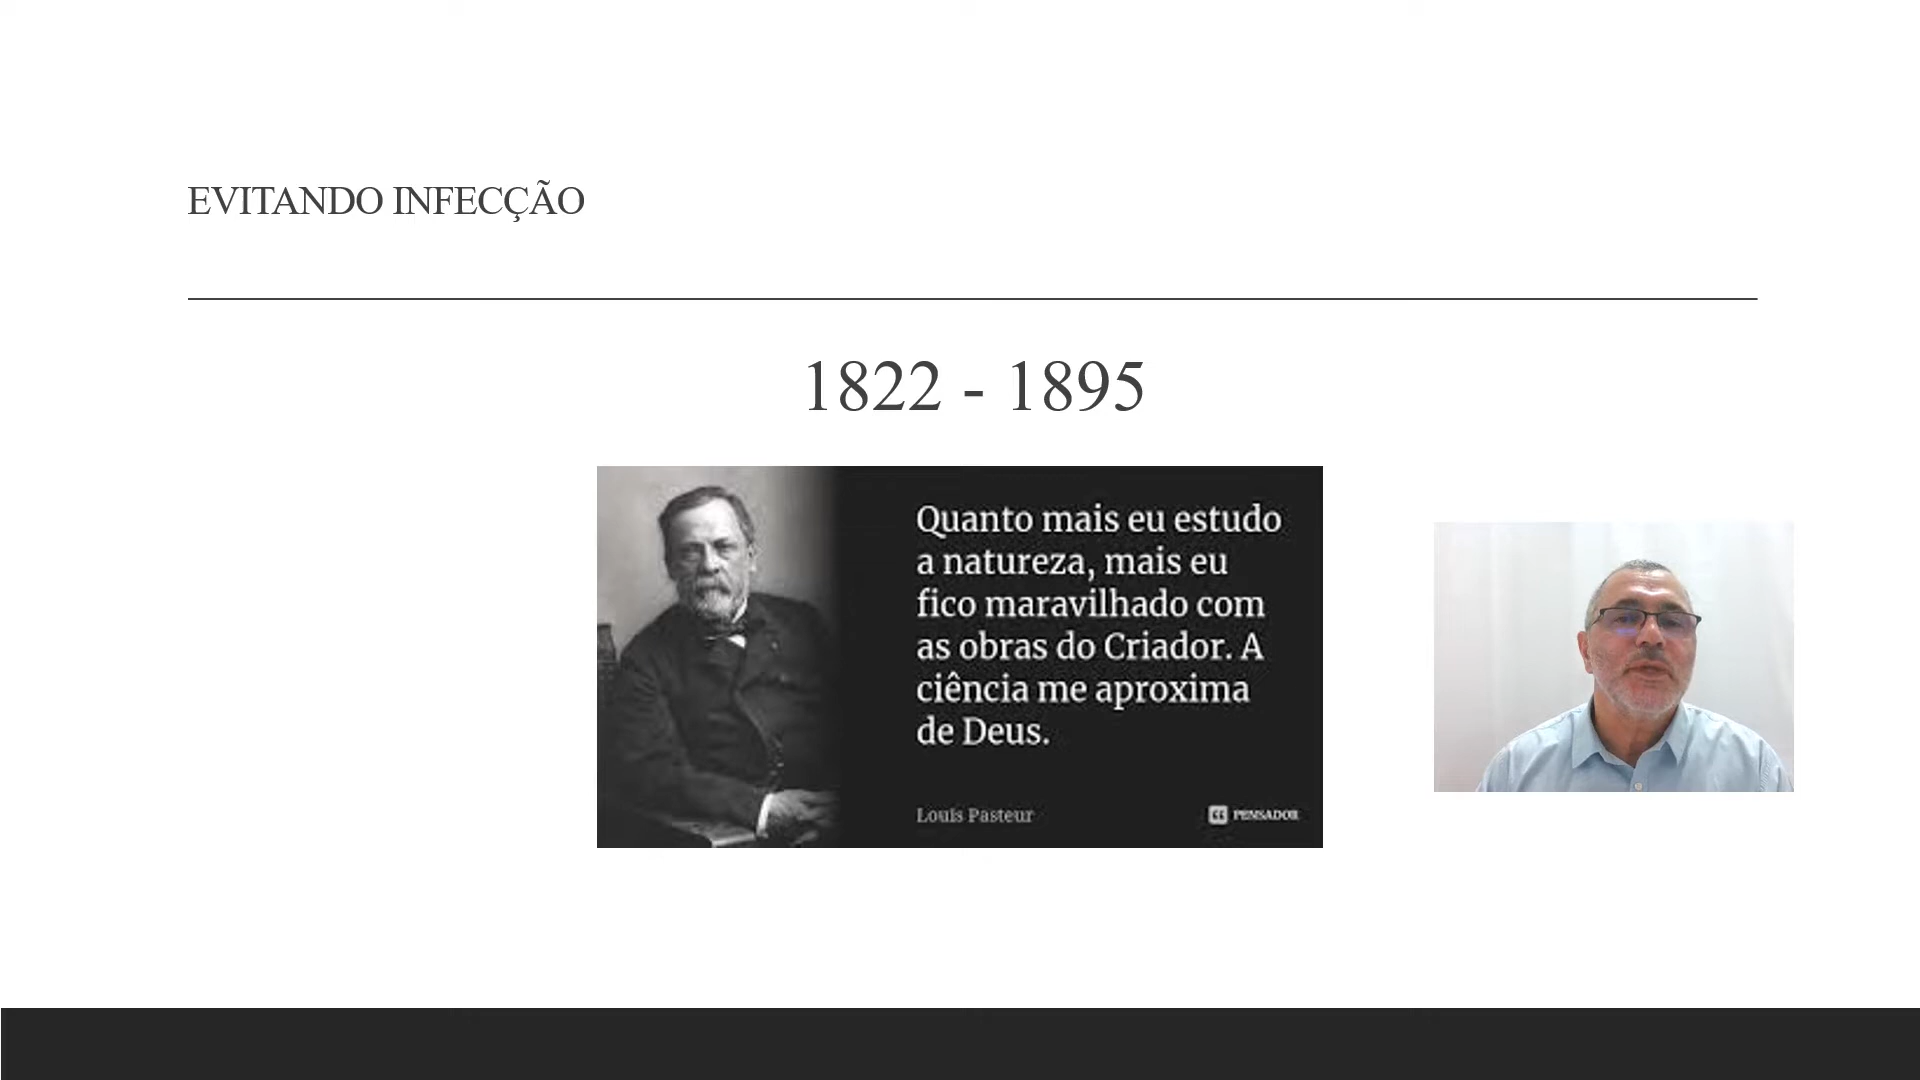 EVITANDO INFECÇÃO
1822 - 1895
Quanto mais eu estudo
a natureza, mais eu
fico maravilhado com
as obras do Criador. A
ciência me aproxima
de Deus.
Louis Pasteur
PENSADOR